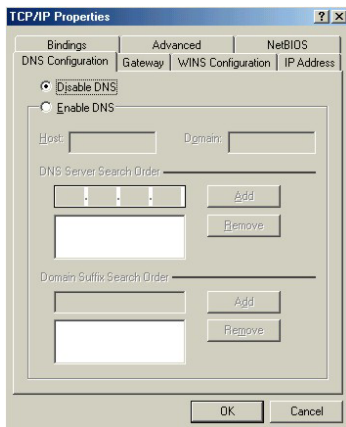 TCP/IP Properties
Bindings Advanced NetBIOS
DNS Configuration Gateway WINS Configuration IP Address
Disable DNS
Enable DNS
Host: Domain:
DNS Server Search Order
Add
Remove
Domain Suffix Search Order
Add
Remove
OK Cancel